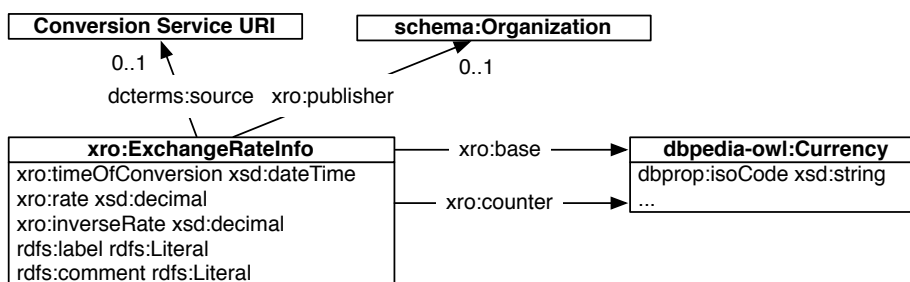 Conversion Service URI
schema:Organization
0..1
0..1
dcterms:source
xro:publisher
xro:ExchangeRateInfo
xro:timeOfConversion xsd:dateTime
xro:rate xsd:decimal
xro:inverseRate xsd:decimal
rdfs:label rdfs:Literal
rdfs:comment rdfs:Literal
xro:base
xro:counter
dbpedia-owl:Currency
dbprop:isoCode xsd:string
...